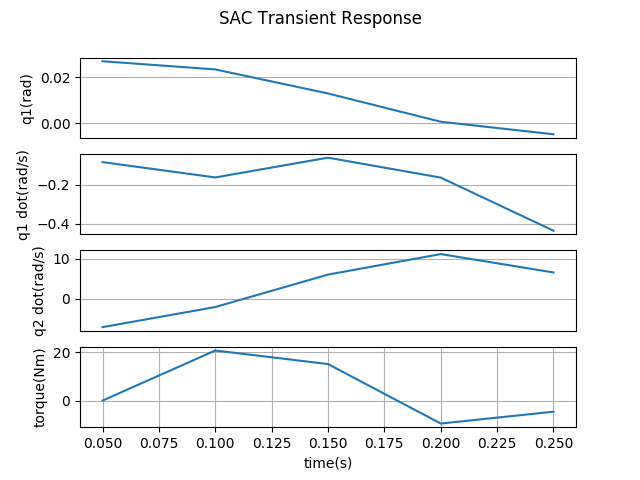 SAC Transient Response
q1(rad)
0.02
0.00
q1 dot(rad/s)
−0.2
−0.4
q2 dot(rad/s)
10
0
torque(Nm)
20
0
0.050 0.075 0.100 0.125 0.150 0.175 0.200 0.225 0.250
time(s)